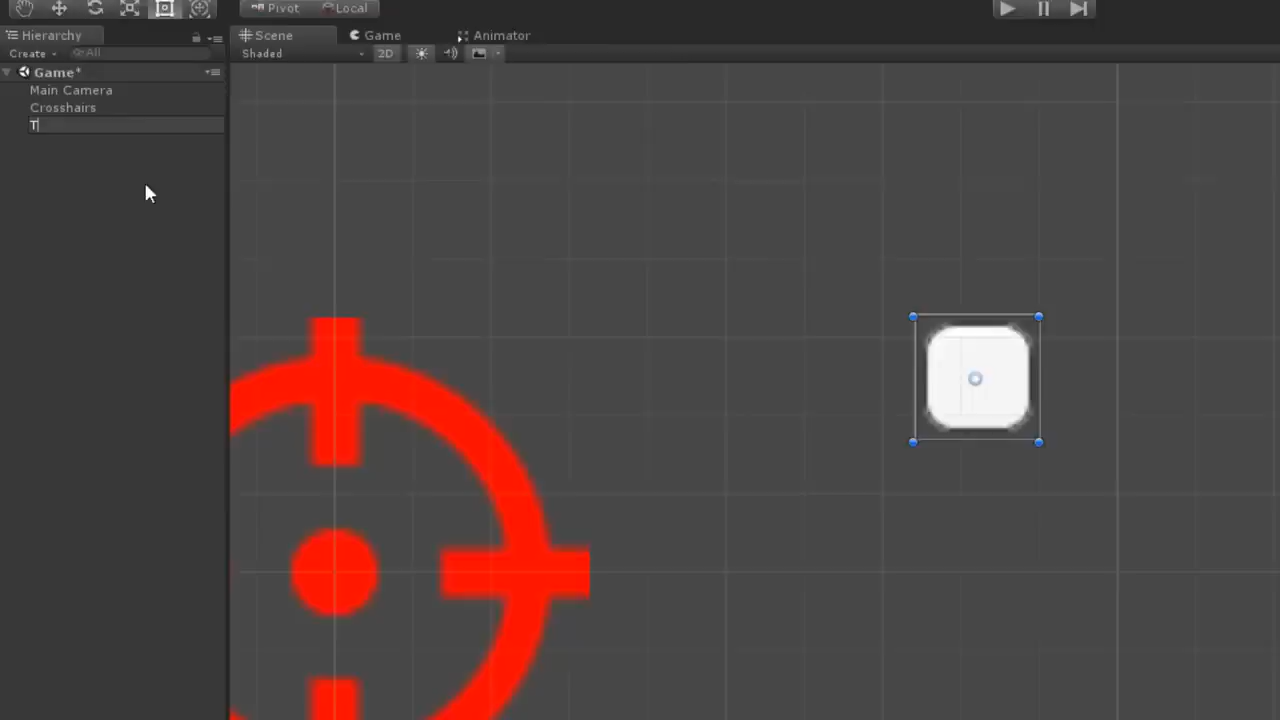 Pivot Local
Hierarchy Scene Game Animator
Create All Shaded 2D
Game*
Main Camera
Crosshairs
T